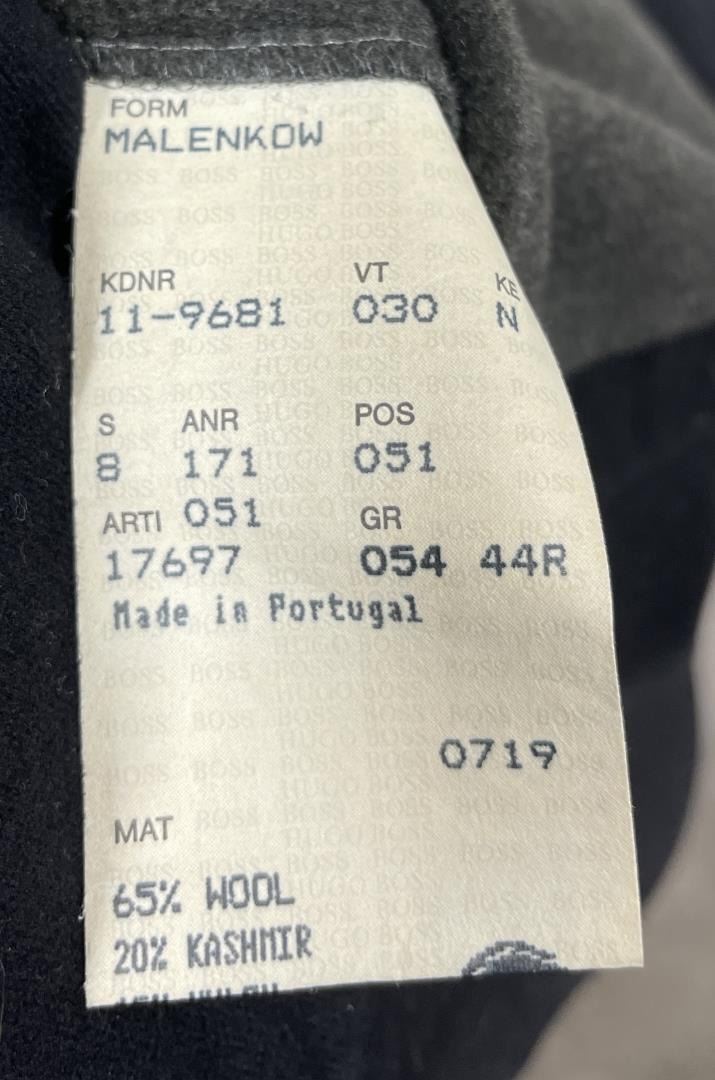 FORM
MALENKOW
KDNR VT KE
11-9681 030 N
S ANR POS
8 171 051
ARTI 051 GR
17697 054 44R
Made in Portugal
0719
MAT
65% WOOL
20% KASHMIR